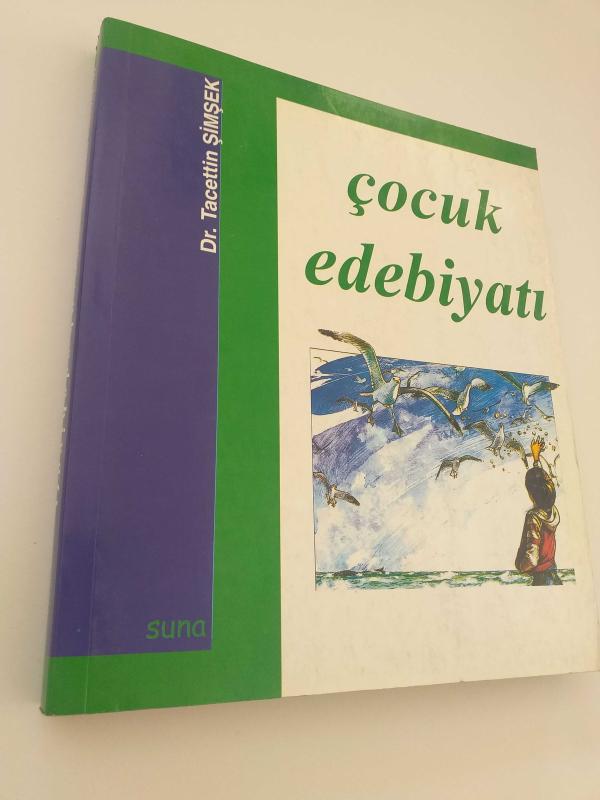 Dr. Tacettin ŞİMŞEK
çocuk
edebiyatı
suna